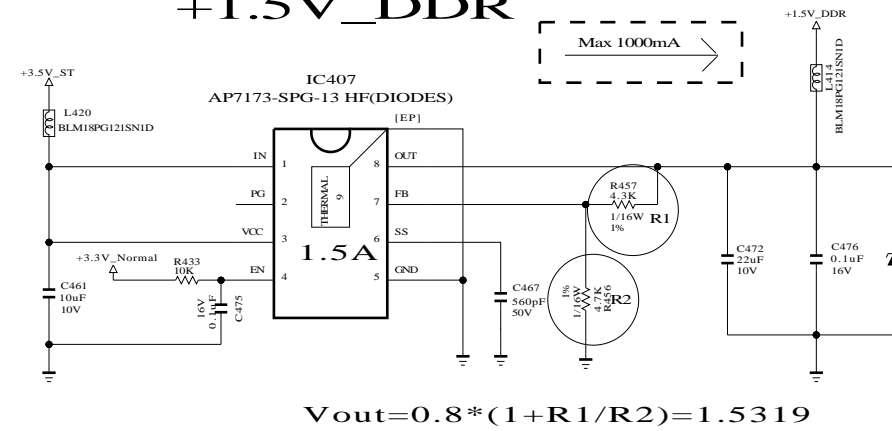 +1.5V_DDR
Max 1000mA
+1.5V_DDR
L414
BLM18PG121SN1D
+3.5V_ST
L420
BLM18PG121SN1D
IC407
AP7173-SPG-13 HF(DIODES)
[EP]
IN
1
8
OUT
PG
2
7
FB
VCC
3
6
SS
EN
4
5
GND
THERMAL
9
1.5A
R457
4.3K
1/16W
1%
R1
+3.3V_Normal
R433
10K
C461
10uF
10V
16V
0.1uF
C475
C467
560pF
50V
1%
1/16W
4.7K
R456
R2
C472
22uF
10V
C476
0.1uF
16V
Vout=0.8*(1+R1/R2)=1.5319